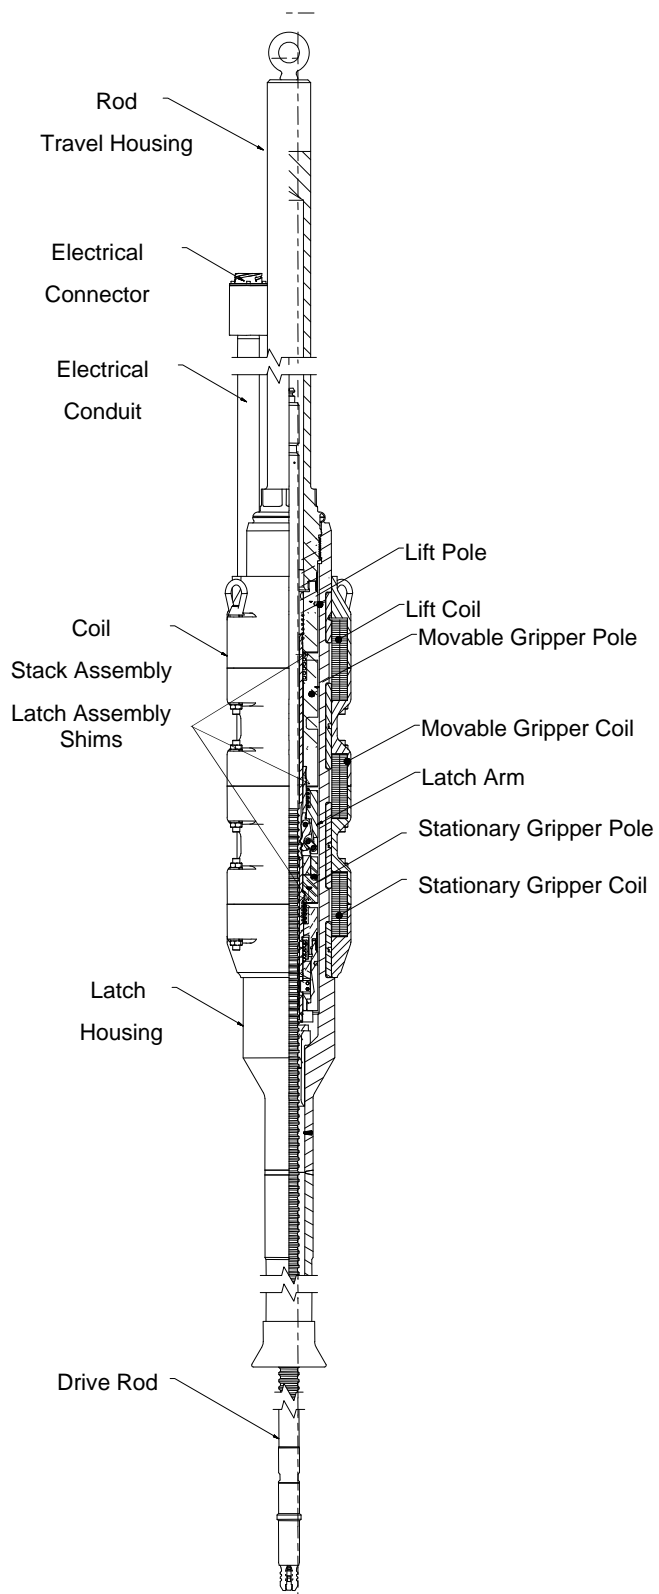 Rod
Travel Housing
Electrical
Connector
Electrical
Conduit
Lift Pole
Lift Coil
Coil
Stack Assembly
Movable Gripper Pole
Latch Assembly
Shims
Movable Gripper Coil
Latch Arm
Stationary Gripper Pole
Stationary Gripper Coil
Latch
Housing
Drive Rod